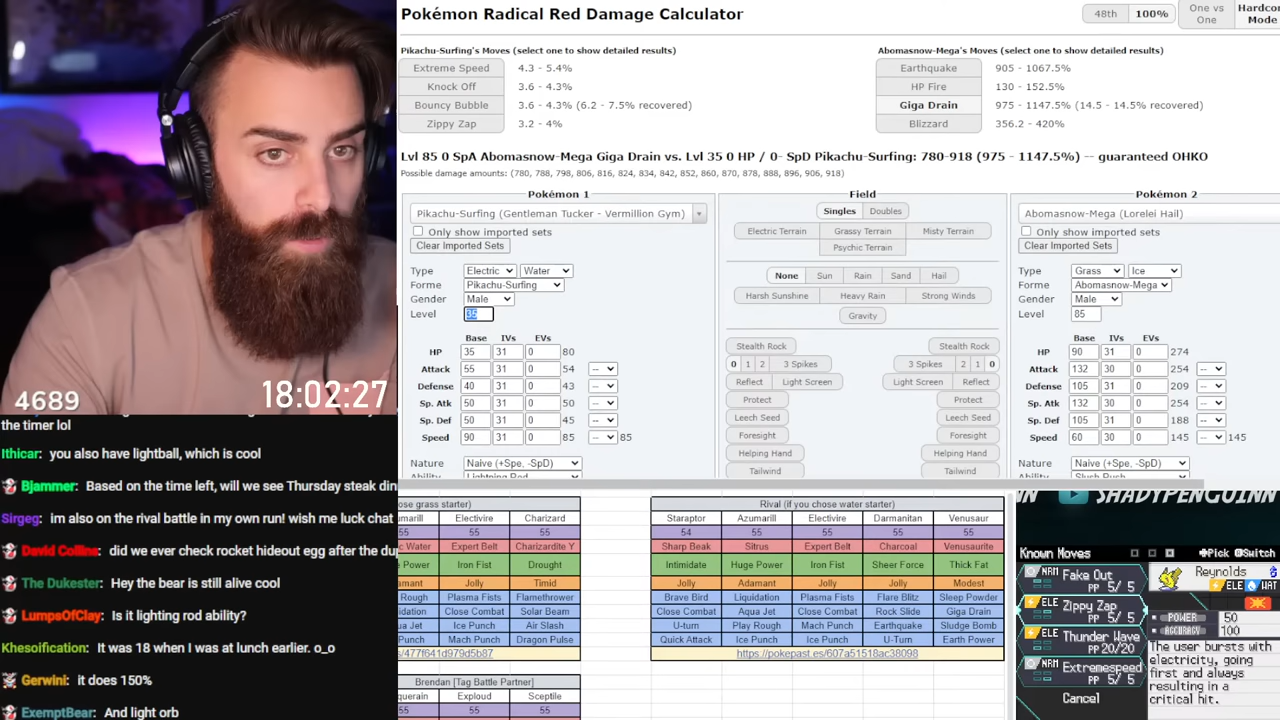 Pokémon Radical Red Damage Calculator
48th 100%
One vs One
Hardcor Mode
Pikachu-Surfing's Moves (select one to show detailed results)
Extreme Speed 4.3 - 5.4%
Knock Off 3.6 - 4.3%
Bouncy Bubble 3.6 - 4.3% (6.2 - 7.5% recovered)
Zippy Zap 3.2 - 4%
Abomasnow-Mega's Moves (select one to show detailed results)
Earthquake 905 - 1067.5%
HP Fire 130 - 152.5%
Giga Drain 975 - 1147.5% (14.5 - 14.5% recovered)
Blizzard 356.2 - 420%
Lvl 85 0 SpA Abomasnow-Mega Giga Drain vs. Lvl 35 0 HP / 0- SpD Pikachu-Surfing: 780-918 (975 - 1147.5%) -- guaranteed OHKO
Possible damage amounts: (780, 788, 798, 806, 816, 824, 834, 842, 852, 860, 870, 878, 888, 896, 906, 918)
Pokémon 1
Pikachu-Surfing (Gentleman Tucker - Vermillion Gym)
Only show imported sets
Clear Imported Sets
Type Electric Water
Forme Pikachu-Surfing
Gender Male
Level 35
Base IVs EVs
HP 35 31 0 80
Attack 55 31 0 54 --
Defense 40 31 0 43 --
Sp. Atk 50 31 0 50 --
Sp. Def 50 31 0 45 --
Speed 90 31 0 85 -- 85
Nature Naive (+Spe, -SpD)
Ability Lightning Rod
Field
Singles Doubles
Electric Terrain Grassy Terrain Misty Terrain
Psychic Terrain
None Sun Rain Sand Hail
Harsh Sunshine Heavy Rain Strong Winds
Gravity
Stealth Rock Stealth Rock
0 1 2 3 Spikes 3 Spikes 2 1 0
Reflect Light Screen Light Screen Reflect
Protect Protect
Leech Seed Leech Seed
Foresight Foresight
Helping Hand Helping Hand
Tailwind Tailwind
Pokémon 2
Abomasnow-Mega (Lorelei Hail)
Only show imported sets
Clear Imported Sets
Type Grass Ice
Forme Abomasnow-Mega
Gender Male
Level 85
Base IVs EVs
HP 90 31 0 274
Attack 132 30 0 254 --
Defense 105 31 0 209 --
Sp. Atk 132 30 0 254 --
Sp. Def 105 31 0 188 --
Speed 60 30 0 145 -- 145
Nature Naive (+Spe, -SpD)
4689
18:02:27
the timer lol
Ithicar: you also have lightball, which is cool
Bjammer: Based on the time left, will we see Thursday steak din
Sirgeg: im also on the rival battle in my own run! wish me luck chat
David Collins: did we ever check rocket hideout egg after the du
The Dukester: Hey the bear is still alive cool
LumpsOfClay: Is it lighting rod ability?
Khesoification: It was 18 when I was at lunch earlier. o_o
Gerwini: it does 150%
ExemptBear: And light orb
ose grass starter)
umarill Electivire Charizard
55 55 55
c Water Expert Belt Charizardite Y
e Power Iron Fist Drought
amant Jolly Timid
Rough Plasma Fists Flamethrower
idation Close Combat Solar Beam
ua Jet Ice Punch Air Slash
Punch Mach Punch Dragon Pulse
s/477f641d979d5b87
Brendan [Tag Battle Partner]
uerain Exploud Sceptile
55 55 55
Rival (if you chose water starter)
Staraptor Azumarill Electivire Darmanitan Venusaur
54 55 55 55 55
Sharp Beak Sitrus Expert Belt Charcoal Venusaurite
Intimidate Huge Power Iron Fist Sheer Force Thick Fat
Jolly Adamant Jolly Jolly Modest
Brave Bird Liquidation Plasma Fists Flare Blitz Sleep Powder
Close Combat Aqua Jet Close Combat Rock Slide Giga Drain
U-turn Play Rough Mach Punch Earthquake Sludge Bomb
Quick Attack Ice Punch Ice Punch U-Turn Earth Power
https://pokepast.es/607a51518ac38098
IN SHADYPENGUINN
Known Moves Pick Switch
NRM Fake Out PP 5/ 5
ELE Zippy Zap PP 5/ 5
ELE Thunder Wave PP 20/20
NRM Extremespeed PP 5/ 5
Cancel
Reynolds
ELE WAT
POWER 50
ACCURACY 100
The user bursts with
electricity, going
first and always
resulting in a
critical hit.